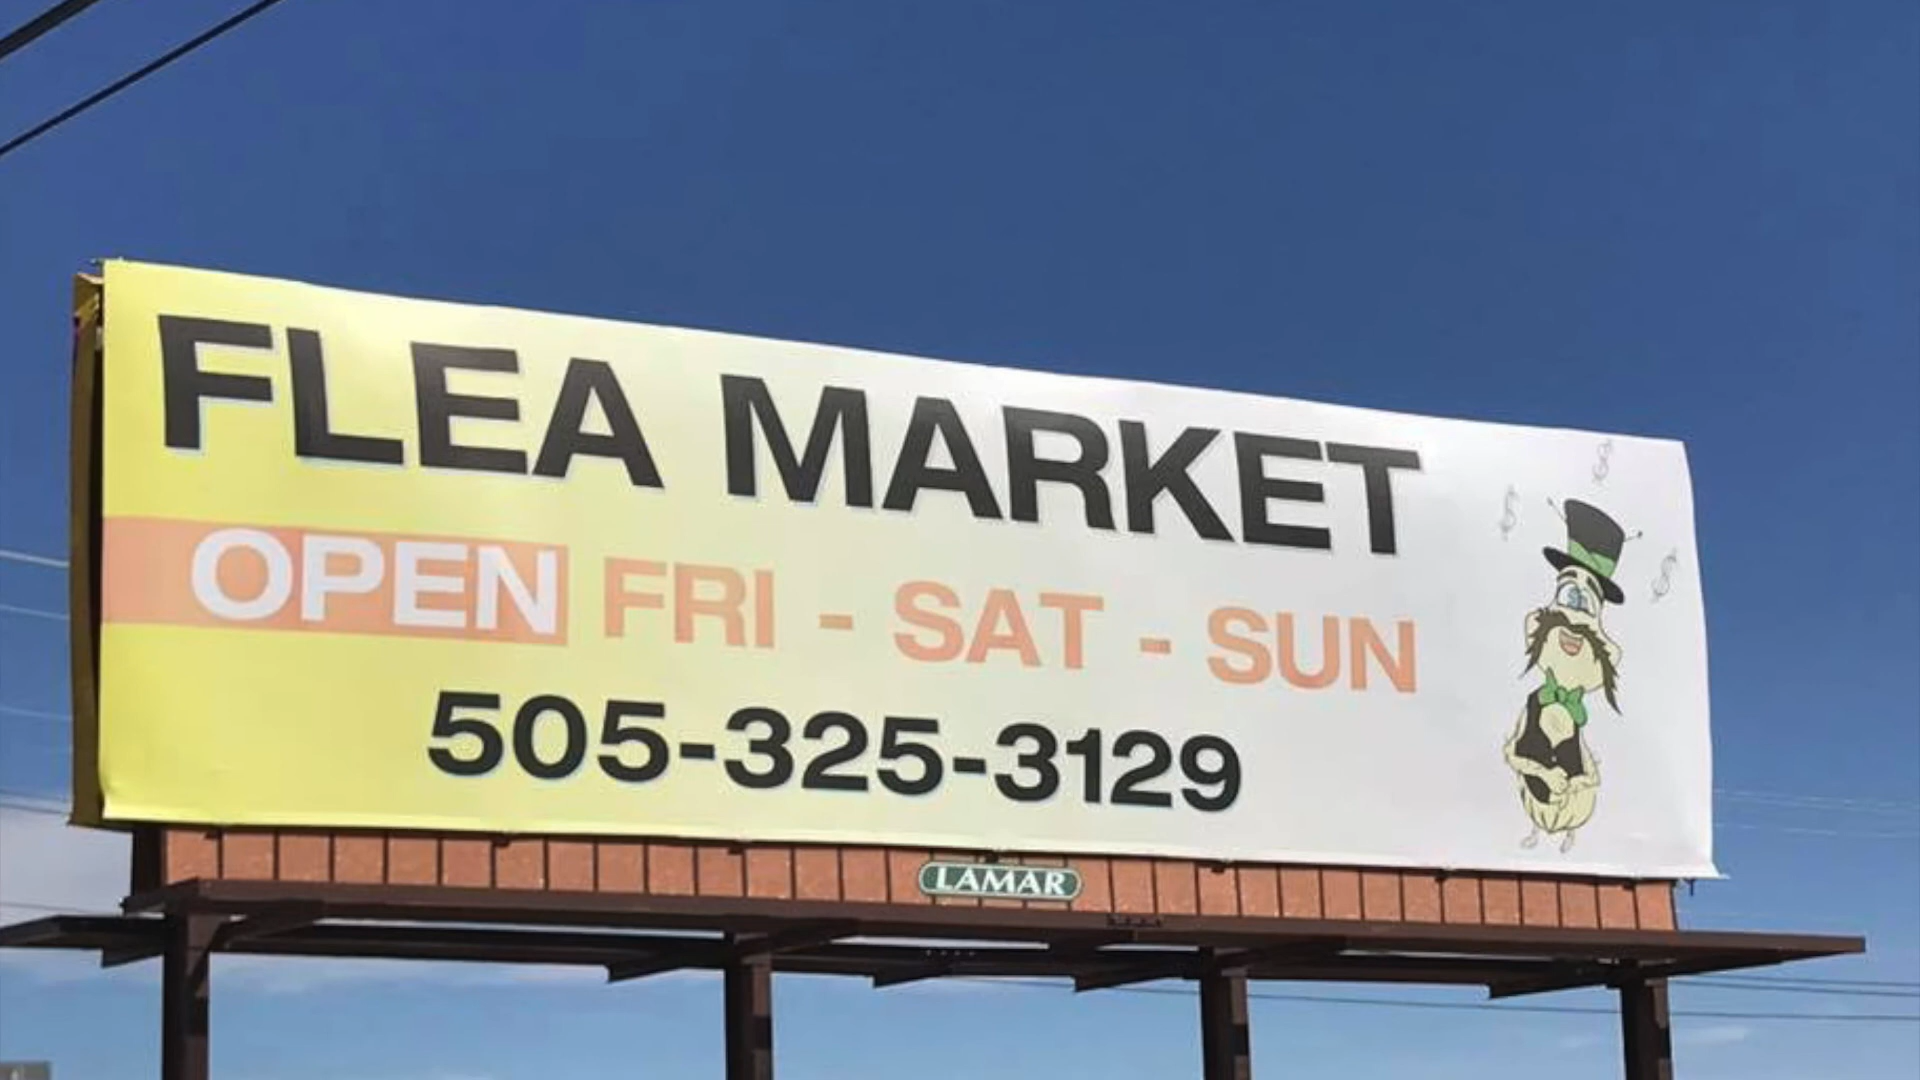 FLEA MARKET
OPEN FRI - SAT - SUN
505-325-3129
$ $ $
LAMAR